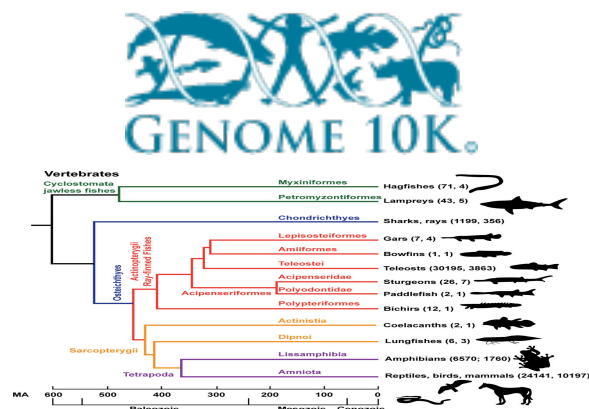 GENOME 10K©
Vertebrates
Cyclostomata
jawless fishes
Myxiniformes
Hagfishes (71, 4)
Petromyzontiformes
Lampreys (43, 5)
Chondrichthyes
Sharks, rays (1199, 356)
Osteichthyes
Actinopterygii
Ray-finned Fishes
Lepisosteiformes
Gars (7, 4)
Amiiformes
Bowfins (1, 1)
Teleostei
Teleosts (30195, 3863)
Acipenseriformes
Acipenseridae
Sturgeons (26, 7)
Polyodontidae
Paddlefish (2, 1)
Polypteriformes
Bichirs (12, 1)
Sarcopterygii
Actinistia
Coelacanths (2, 1)
Dipnoi
Lungfishes (6, 3)
Tetrapoda
Lissamphibia
Amphibians (6570; 1760)
Amniota
Reptiles, birds, mammals (24141, 10197)
MA 600 500 400 300 200 100 0